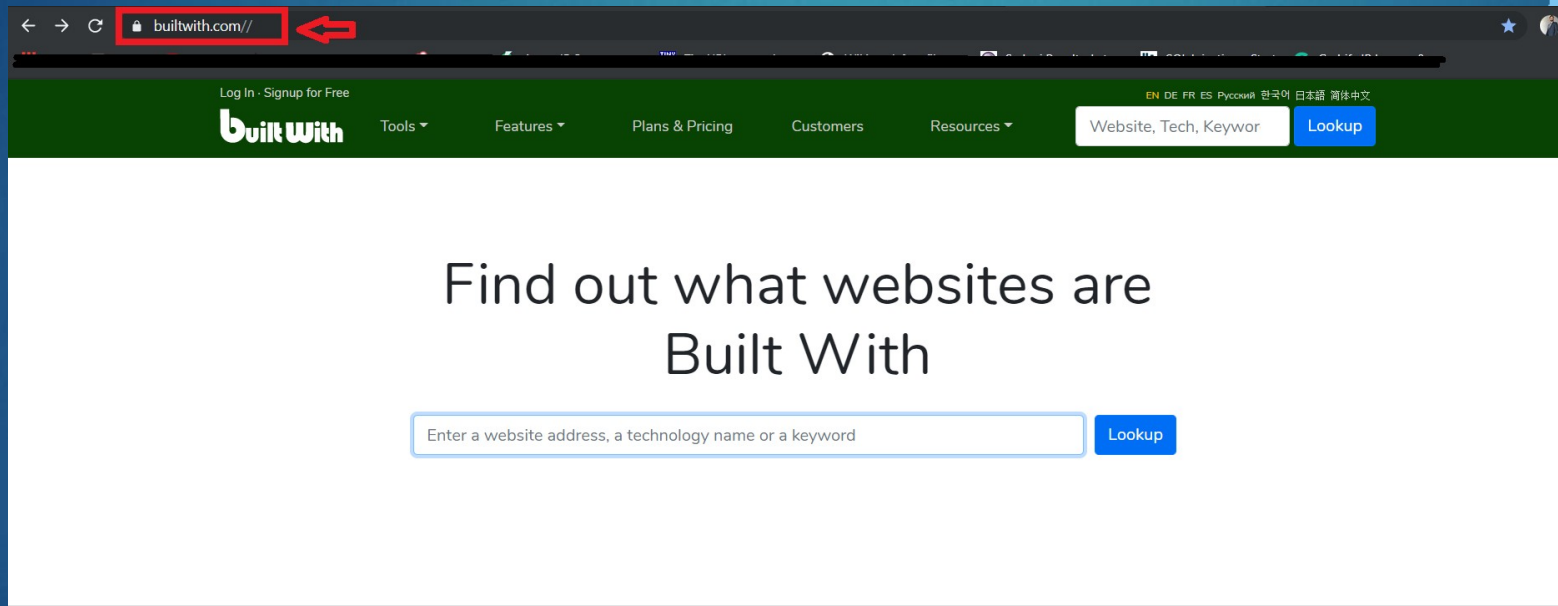 builtwith.com//
Log In · Signup for Free
EN DE FR ES Русский 한국어 日本語 简体中文
builtWith
Tools
Features
Plans & Pricing
Customers
Resources
Website, Tech, Keywor
Lookup
Find out what websites are
Built With
Enter a website address, a technology name or a keyword
Lookup